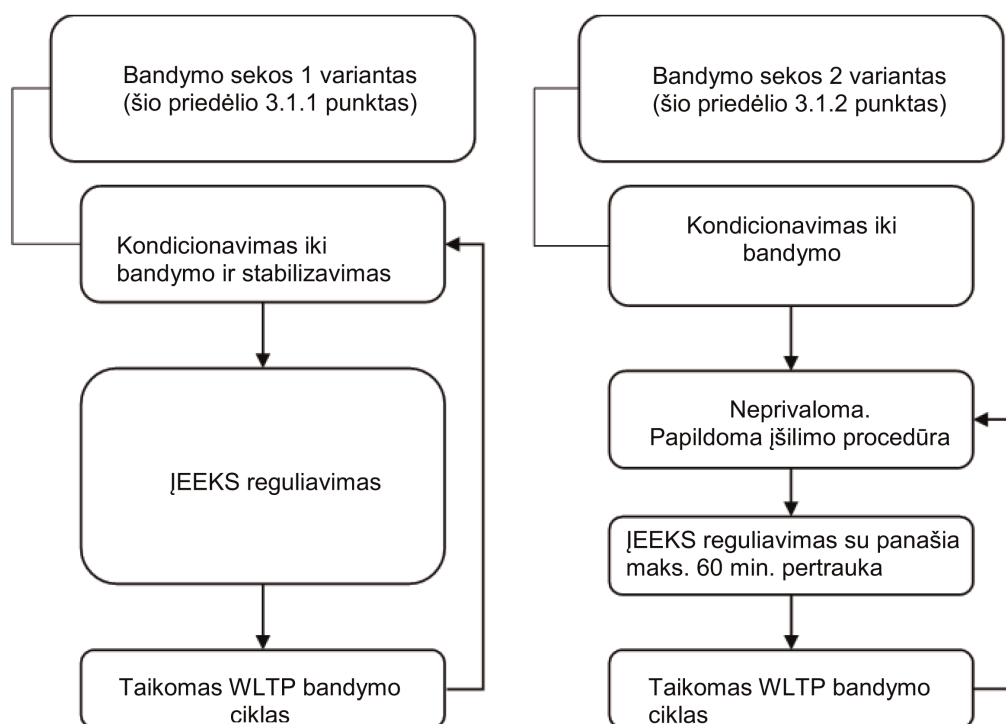 Bandymo sekos 1 variantas
(šio priedėlio 3.1.1 punktas)
Kondicionavimas iki
bandymo ir stabilizavimas
ĮEEKS reguliavimas
Taikomas WLTP bandymo
ciklas
Bandymo sekos 2 variantas
(šio priedėlio 3.1.2 punktas)
Kondicionavimas iki
bandymo
Neprivaloma.
Papildoma įšilimo procedūra
ĮEEKS reguliavimas su panašia
maks. 60 min. pertrauka
Taikomas WLTP bandymo
ciklas